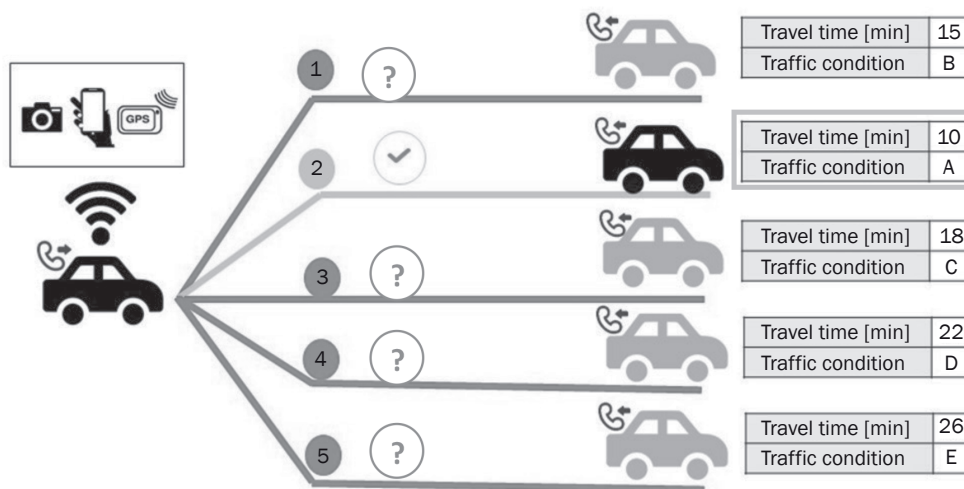 1
?
Travel time [min] 15
Traffic condition B
GPS
2
Travel time [min] 10
Traffic condition A
3
?
Travel time [min] 18
Traffic condition C
4
?
Travel time [min] 22
Traffic condition D
5
?
Travel time [min] 26
Traffic condition E